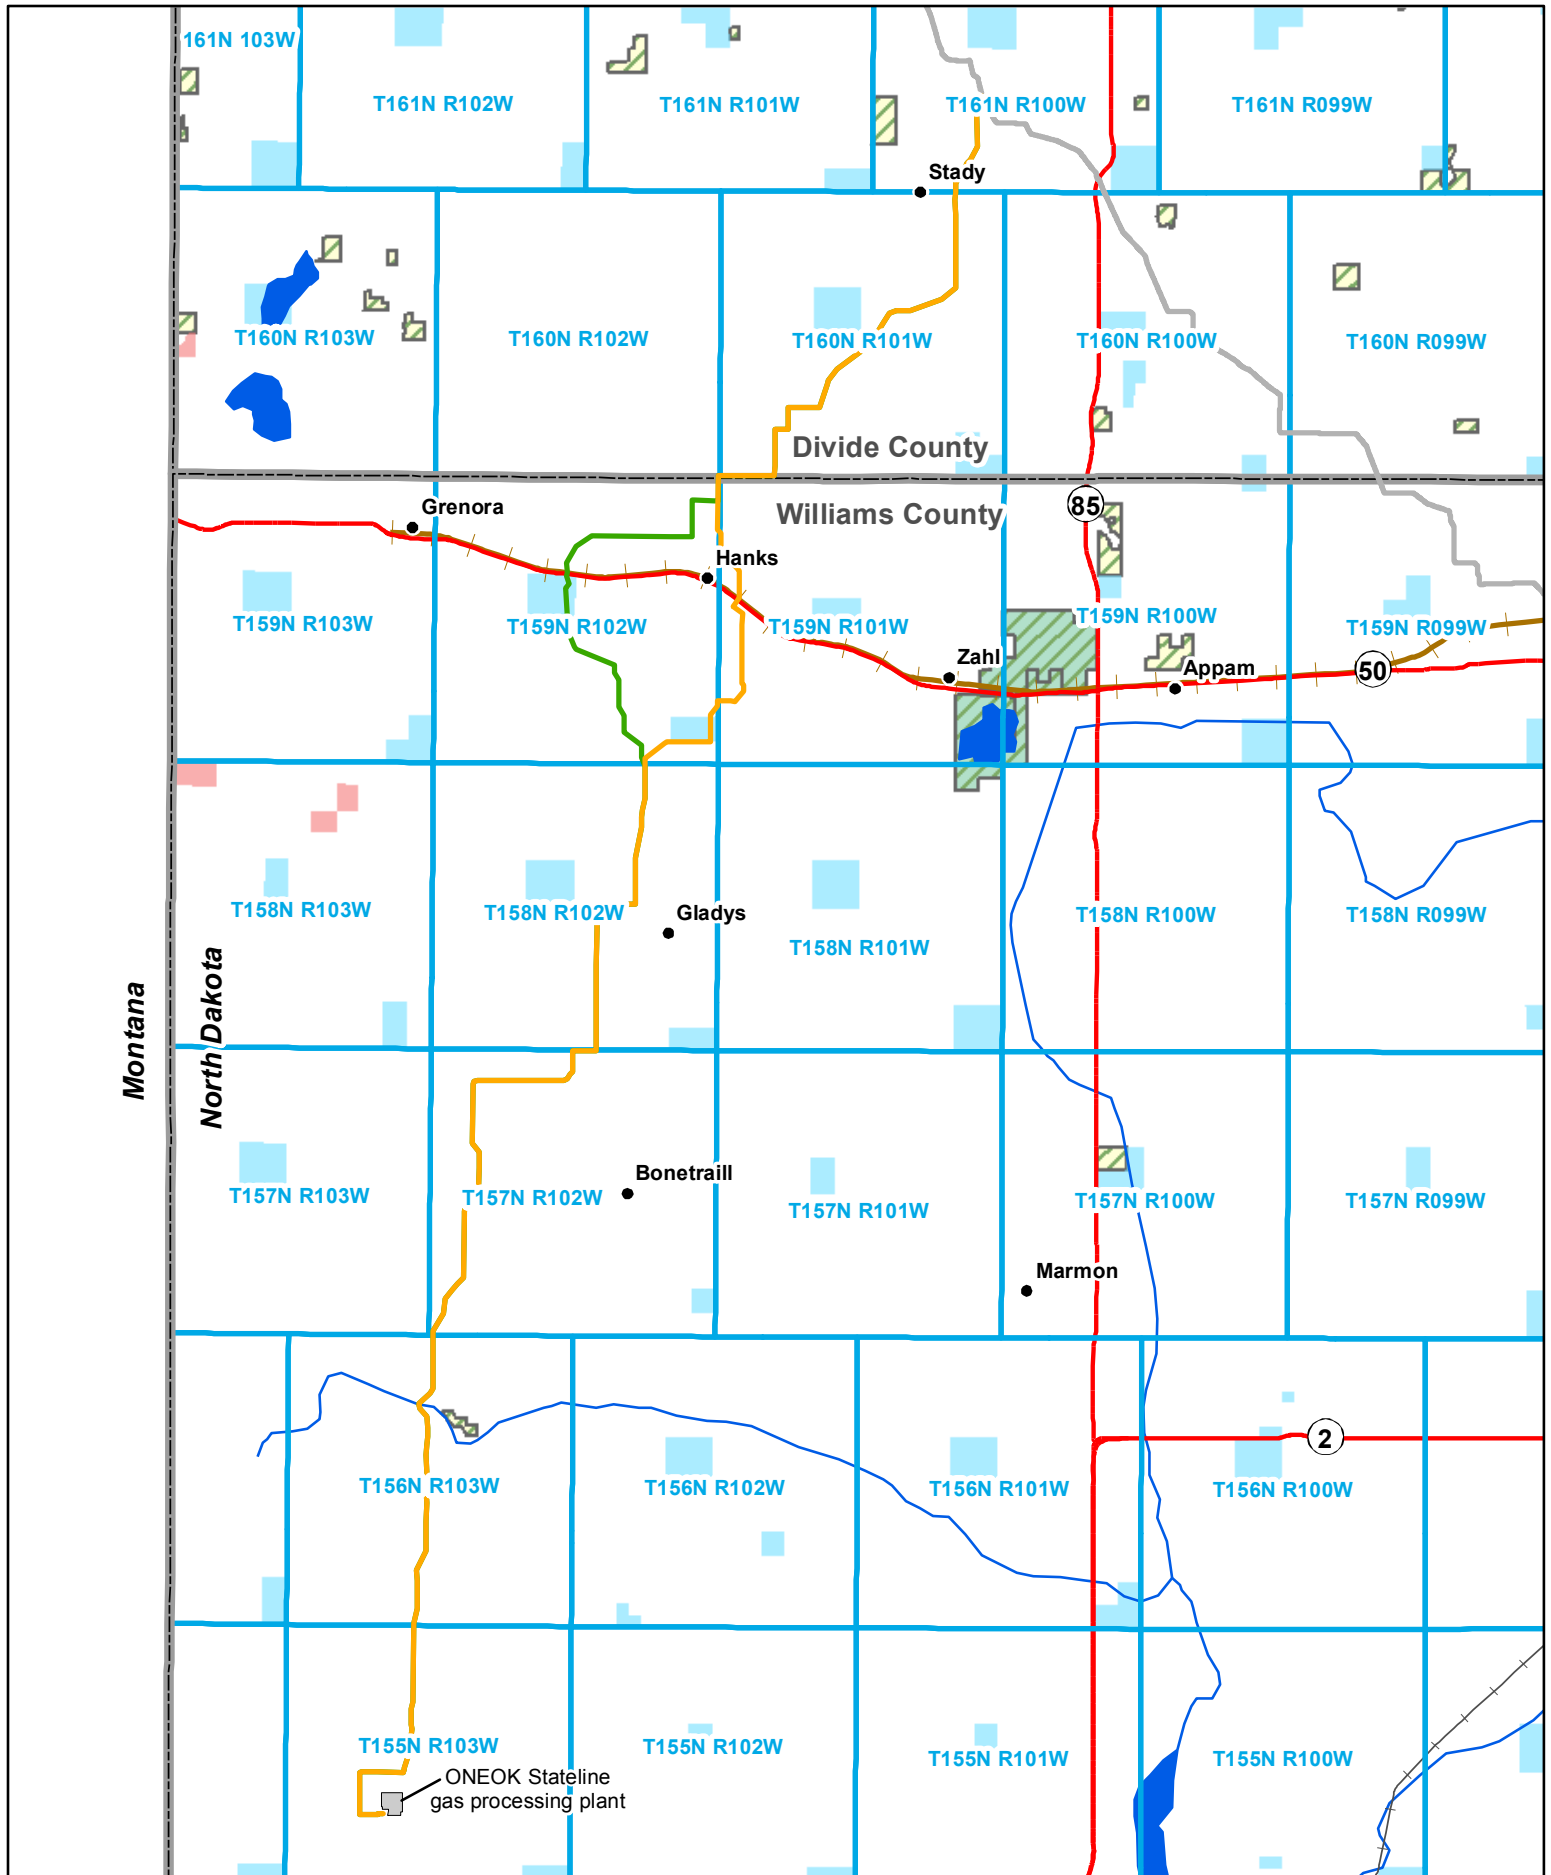 161N 103W
T161N R102W
T161N R101W
T161N R100W
T161N R099W
Stady
T160N R103W
T160N R102W
T160N R101W
T160N R100W
T160N R099W
Divide County
Williams County
85
Grenora
Hanks
T159N R103W
T159N R102W
T159N R101W
T159N R100W
T159N R099W
Zahl
Appam
50
T158N R103W
T158N R102W
Gladys
T158N R101W
T158N R100W
T158N R099W
Montana
North Dakota
T157N R103W
T157N R102W
Bonetraill
T157N R101W
T157N R100W
T157N R099W
Marmon
2
T156N R103W
T156N R102W
T156N R101W
T156N R100W
T155N R103W
T155N R102W
T155N R101W
T155N R100W
ONEOK Stateline
gas processing plant